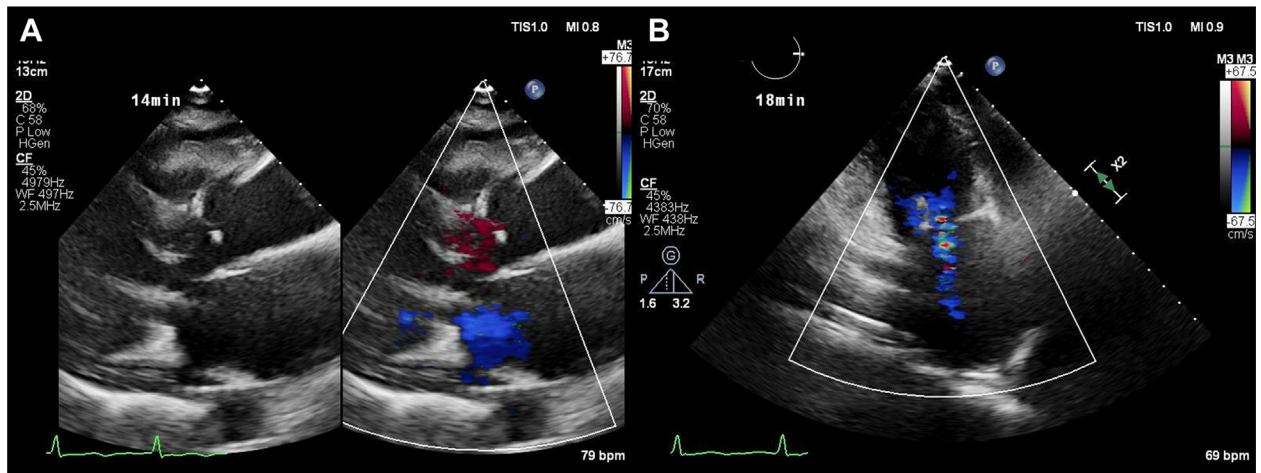 A
TIS1.0 MI 0.8
13cm
14min
2D
68%
C 58
P Low
HGen
CF
45%
4979Hz
WF 497Hz
2.5MHz
P
M3
+76.7
-76.7
cm/s
79 bpm
B
TIS1.0 MI 0.9
17cm
18min
2D
70%
C 58
P Low
HGen
CF
45%
4383Hz
WF 438Hz
2.5MHz
G
P R
1.6 3.2
P
X2
M3 M3
+67.5
-67.5
cm/s
69 bpm